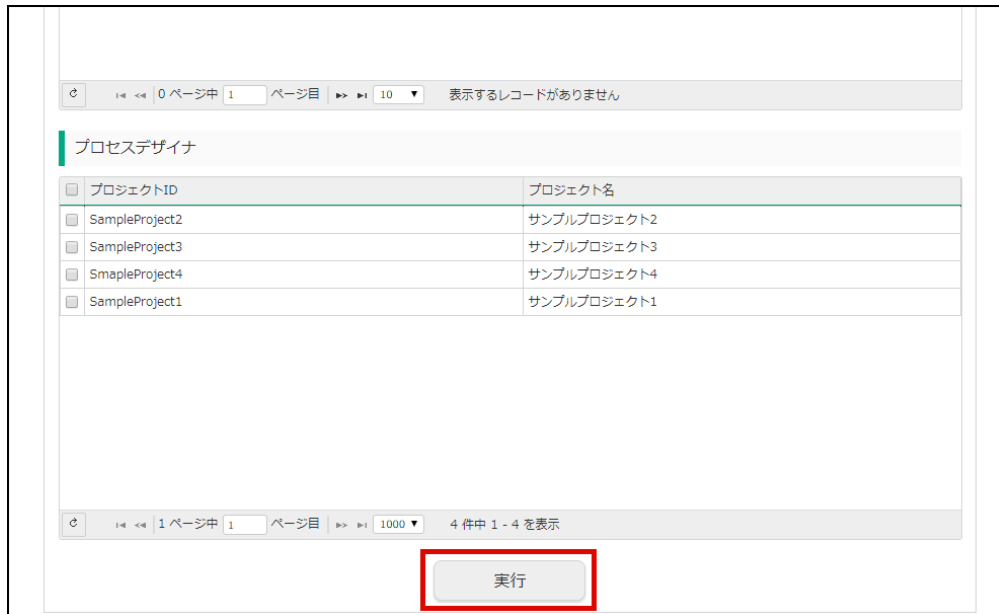 0 ページ中 1 ページ目 10 表示するレコードがありません
プロセスデザイナ
プロジェクトID プロジェクト名
SampleProject2 サンプルプロジェクト2
SampleProject3 サンプルプロジェクト3
SmapleProject4 サンプルプロジェクト4
SampleProject1 サンプルプロジェクト1
1 ページ中 1 ページ目 1000 4 件中 1 - 4 を表示
実行